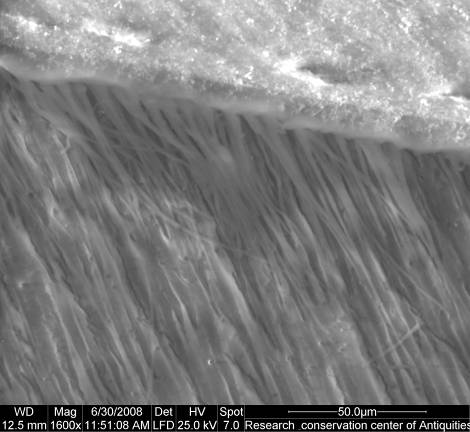 WD Mag 6/30/2008 Det HV Spot 50.0µm
12.5 mm 1600x 11:51:08 AM LFD 25.0 kV 7.0 Research .conservation center of Antiquities